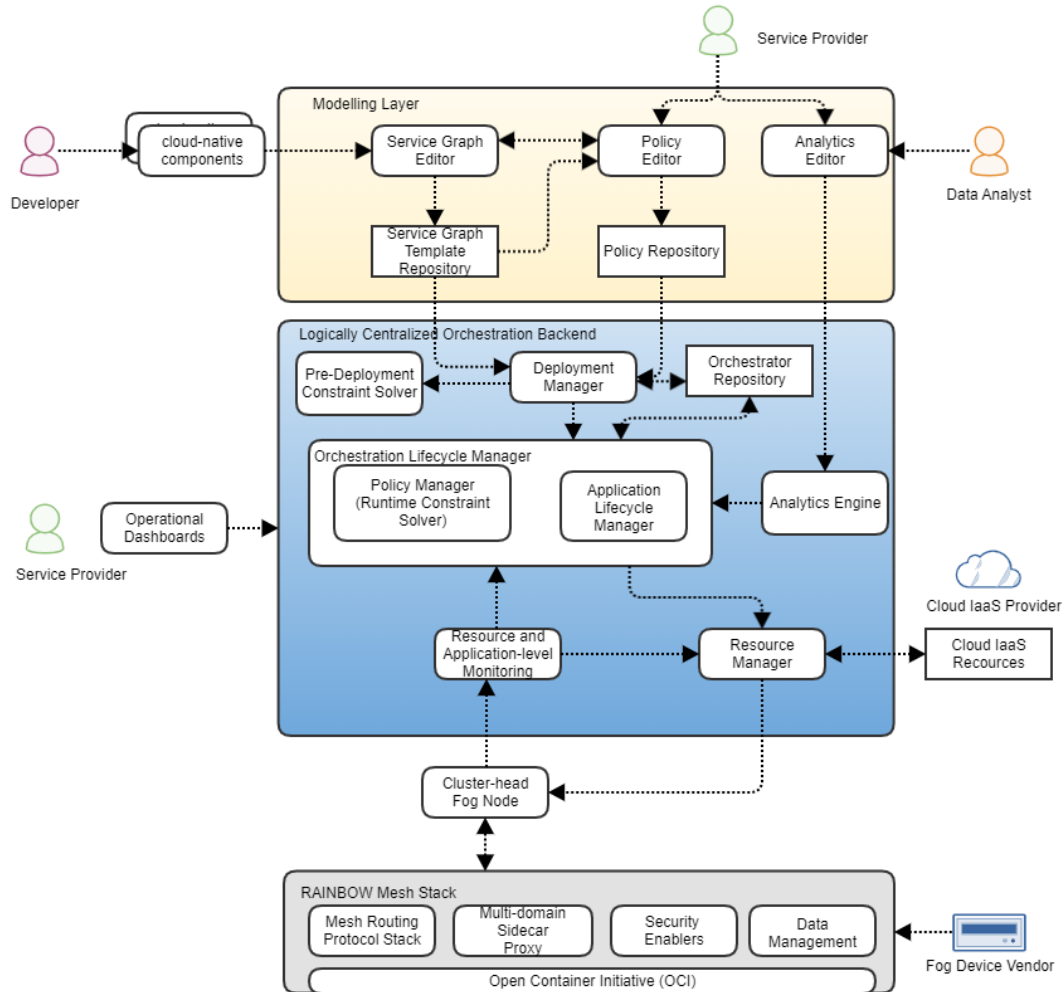 Service Provider
Modelling Layer
cloud-native
components
Service Graph
Editor
Policy
Editor
Analytics
Editor
Developer
Data Analyst
Service Graph
Template
Repository
Policy Repository
Logically Centralized Orchestration Backend
Pre-Deployment
Constraint Solver
Deployment
Manager
Orchestrator
Repository
Orchestration Lifecycle Manager
Policy Manager
(Runtime Constraint
Solver)
Application
Lifecycle
Manager
Analytics Engine
Operational
Dashboards
Service Provider
Cloud IaaS Provider
Resource and
Application-level
Monitoring
Resource
Manager
Cloud IaaS
Recources
Cluster-head
Fog Node
RAINBOW Mesh Stack
Mesh Routing
Protocol Stack
Multi-domain
Sidecar
Proxy
Security
Enablers
Data
Management
Fog Device Vendor
Open Container Initiative (OCI)